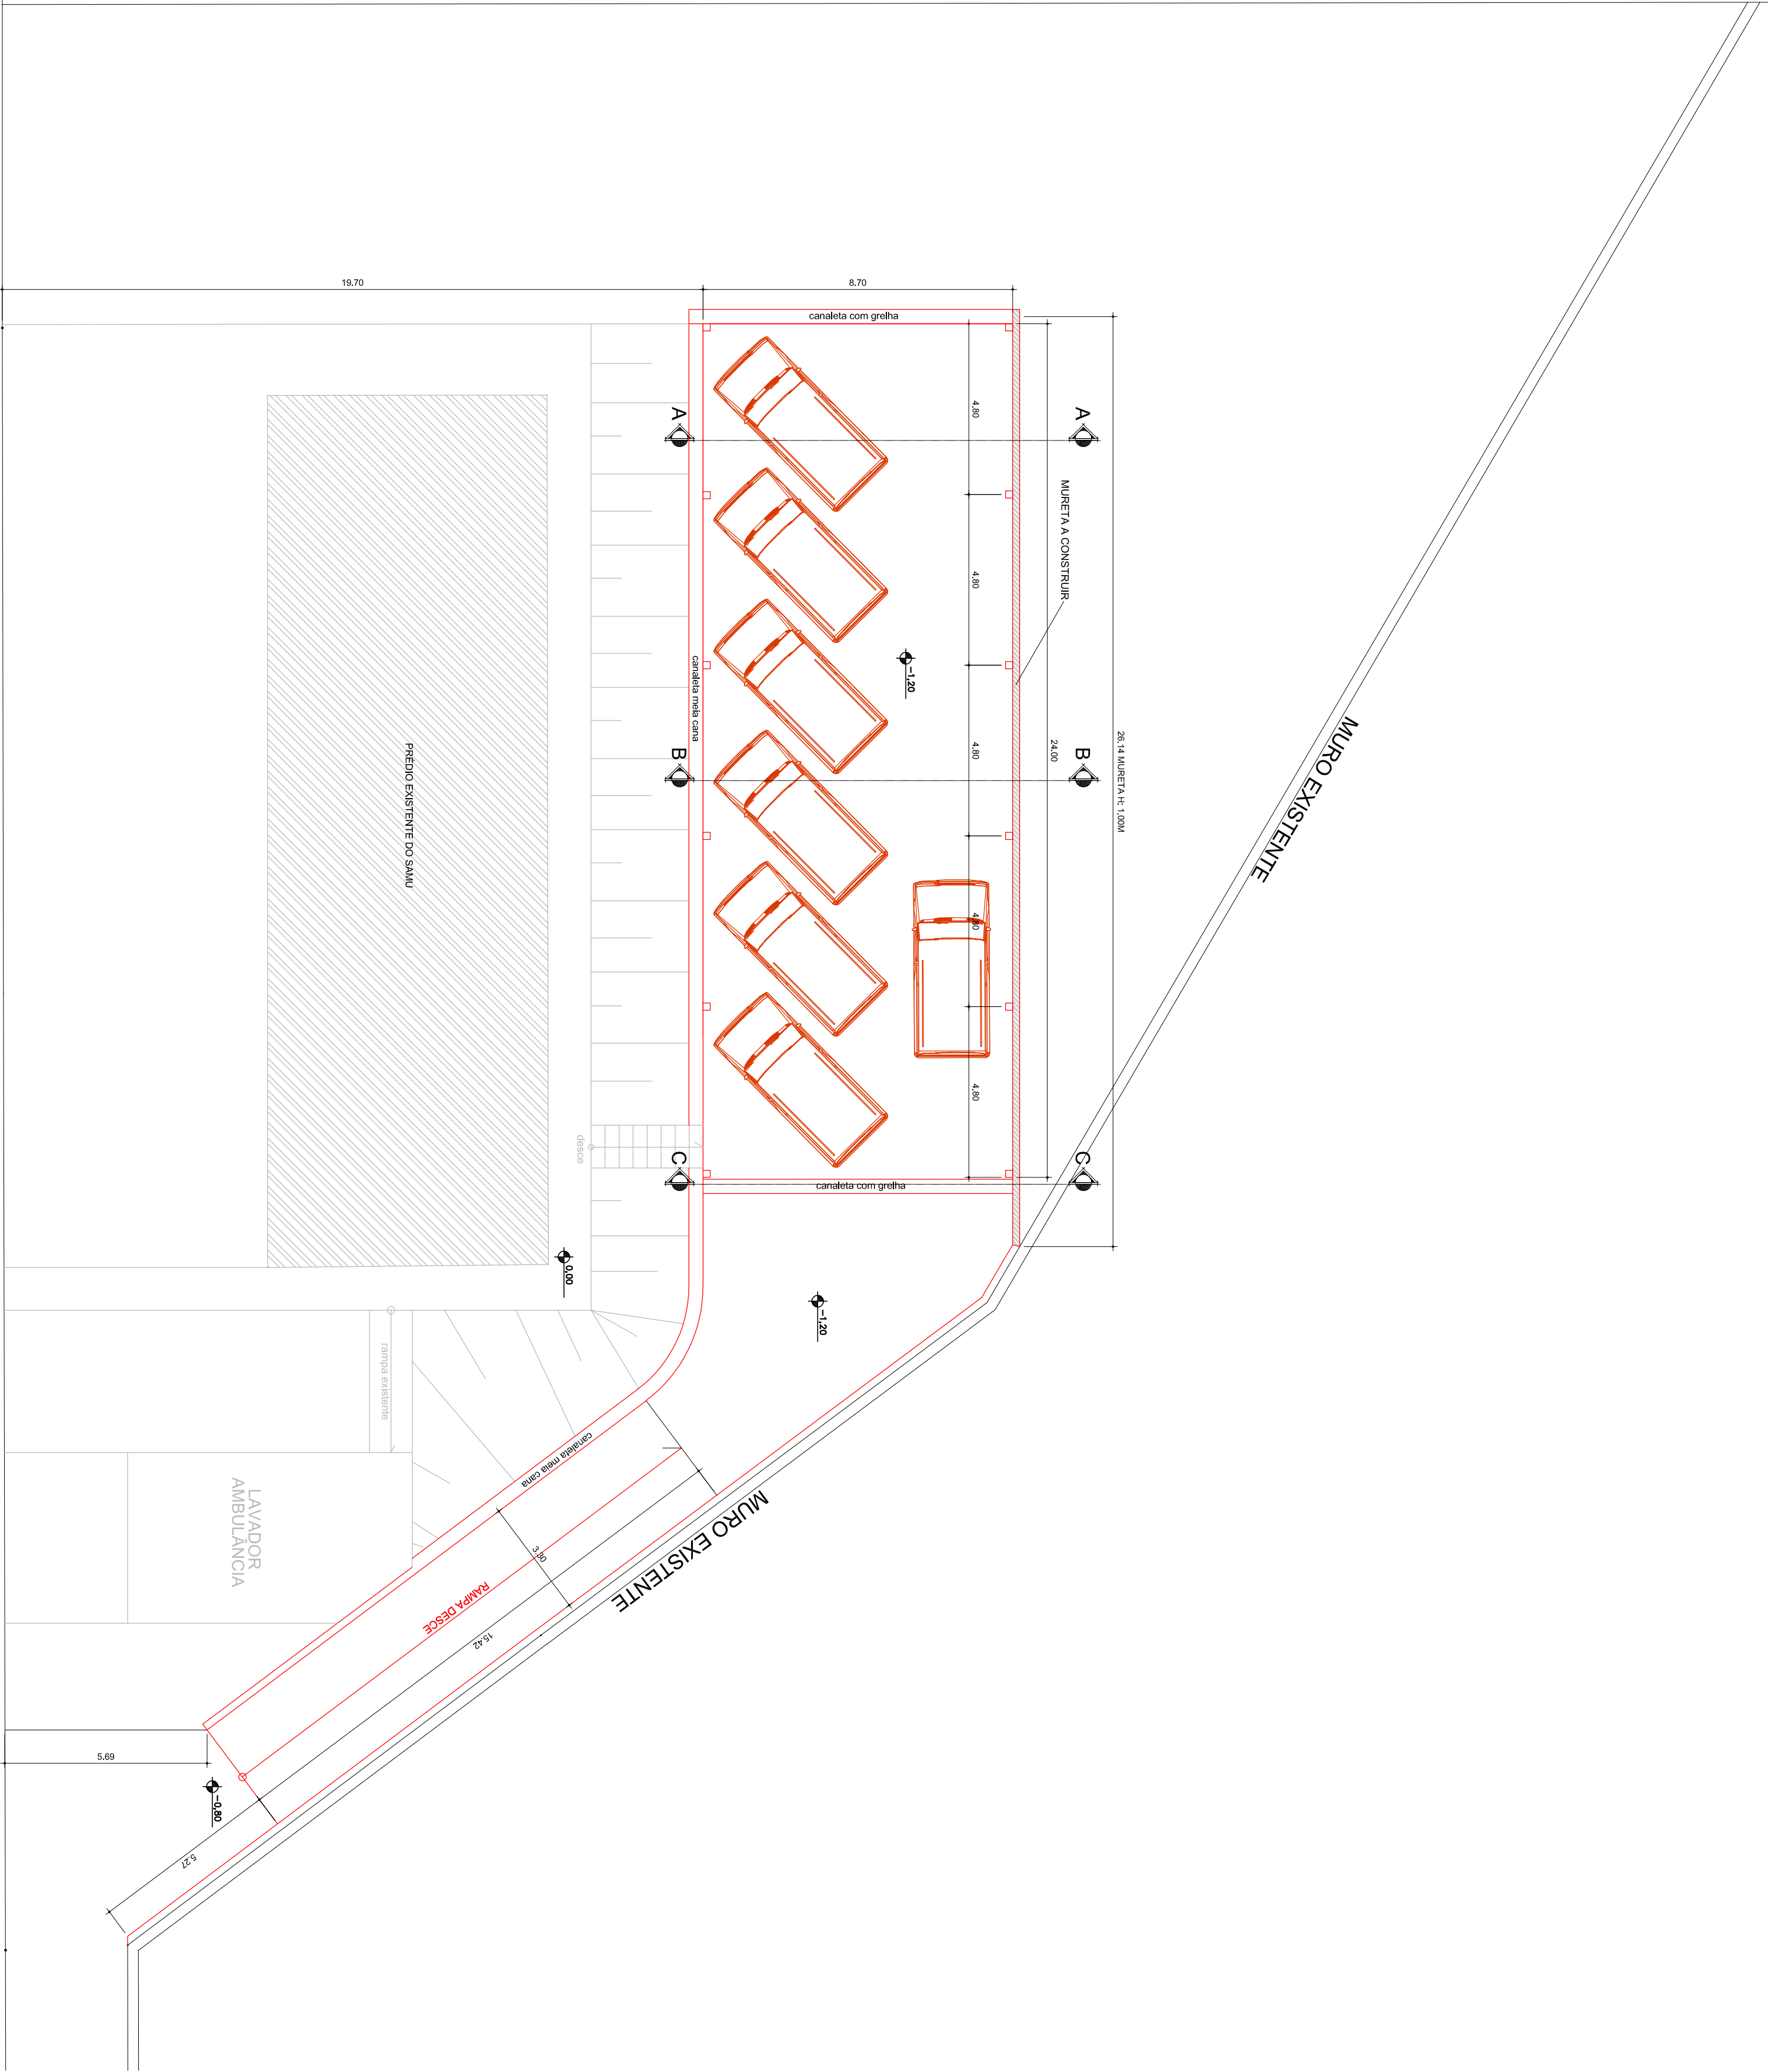 19.70
8.70
canaleta com grelha
4,80
A
A
MURETA A CONSTRUIR
4,80
-1,20
canaleta meia cana
4,80
24.00
26,14 MURETA H: 1,00M
B
B
MURO EXISTENTE
PRÉDIO EXISTENTE DO SAMU
4,80
4,80
desce
C
C
canaleta com grelha
0,00
-1,20
rampa existente
canaleta meia cana
LAVADOR
AMBULÂNCIA
MURO EXISTENTE
3.30
RAMPA DESCE
15.42
5.69
-0,80
5.27